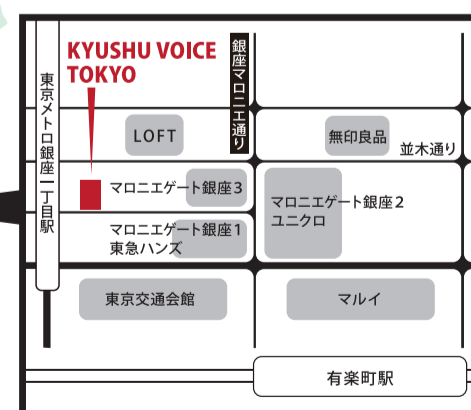 KYUSHU VOICE
TOKYO
銀座マロニエ通り
東京メトロ銀座一丁目駅
LOFT
無印良品
並木通り
マロニエゲート銀座3
マロニエゲート銀座2
ユニクロ
マロニエゲート銀座1
東急ハンズ
東京交通会館
マルイ
有楽町駅